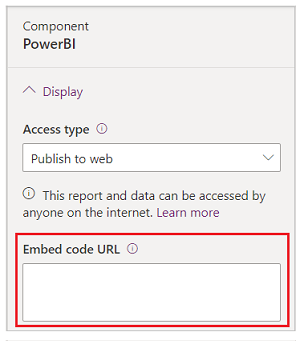 Component
PowerBI
Display
Access type
Publish to web
This report and data can be accessed by
anyone on the internet. Learn more
Embed code URL